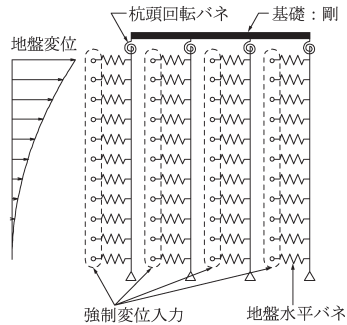 杭頭回転バネ
基礎：剛
地盤変位
強制変位入力
地盤水平バネ